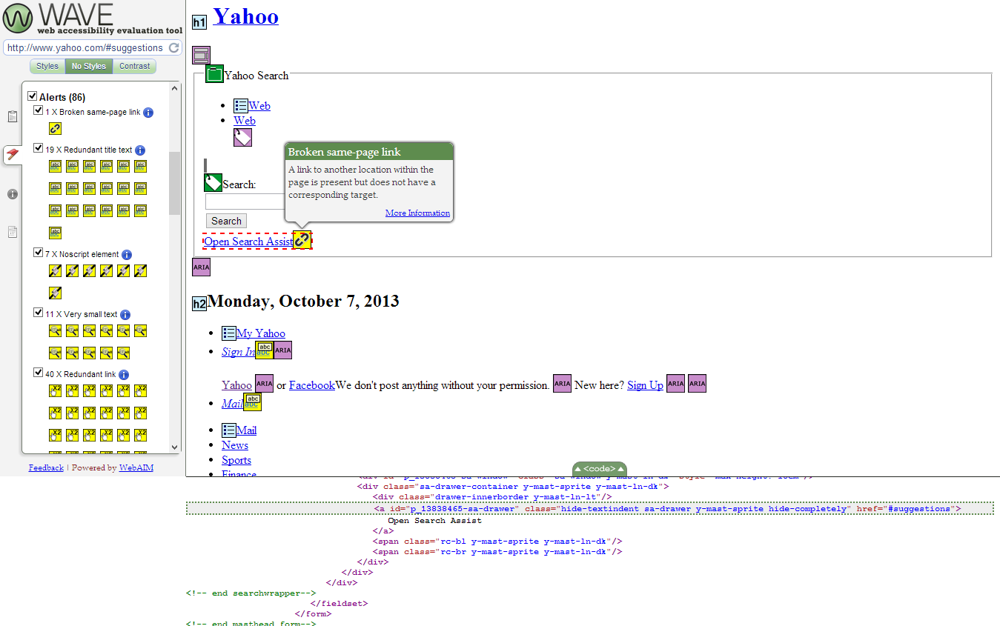 WAVE
web accessibility evaluation tool
http://www.yahoo.com/#suggestions
Styles No Styles Contrast
Alerts (86)
1 X Broken same-page link
19 X Redundant title text
7 X Noscript element
11 X Very small text
40 X Redundant link
Feedback | Powered by WebAIM
h1 Yahoo
Yahoo Search
Web
Web
Search:
Search
Open Search Assist
Broken same-page link
A link to another location within the
page is present but does not have a
corresponding target.
More Information
ARIA
h2 Monday, October 7, 2013
My Yahoo
Sign In abc abc ARIA
Yahoo ARIA or Facebook We don't post anything without your permission. ARIA New here? Sign Up ARIA ARIA
Mail abc abc
Mail
News
Sports
Finance
<code>
<div class="sa-drawer-container y-mast-sprite y-mast-ln-dk">
<div class="drawer-innerborder y-mast-ln-lt"/>
<a id="p_13838465-sa-drawer" class="hide-textindent sa-drawer y-mast-sprite hide-completely" href="#suggestions">
Open Search Assist
</a>
<span class="rc-bl y-mast-sprite y-mast-ln-dk"/>
<span class="rc-br y-mast-sprite y-mast-ln-dk"/>
</div>
</div>
</div>
<!-- end searchwrapper-->
</fieldset>
</form>
<!-- end masthead form-->